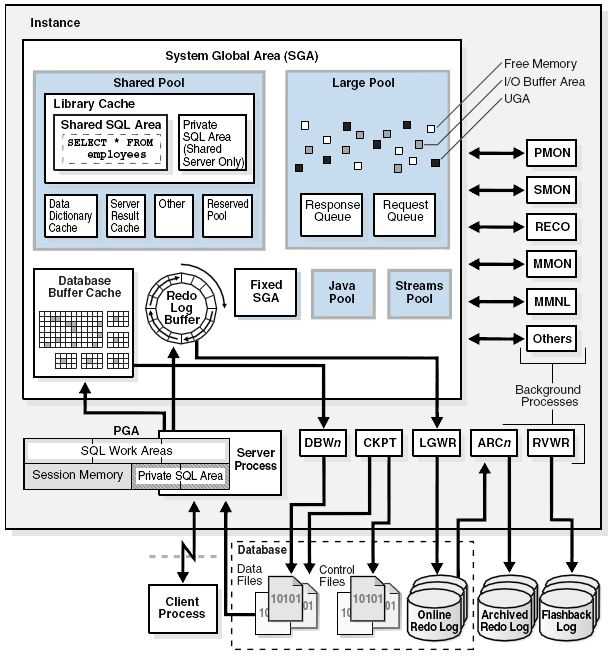 Instance
System Global Area (SGA)
Shared Pool
Library Cache
Shared SQL Area
SELECT * FROM
employees
Private
SQL Area
(Shared
Server Only)
Data
Dictionary
Cache
Server
Result
Cache
Other
Reserved
Pool
Large Pool
Response
Queue
Request
Queue
Free Memory
I/O Buffer Area
UGA
Database
Buffer Cache
Redo
Log
Buffer
Fixed
SGA
Java
Pool
Streams
Pool
PMON
SMON
RECO
MMON
MMNL
Others
Background
Processes
PGA
SQL Work Areas
Session Memory
Private SQL Area
Server
Process
DBWn
CKPT
LGWR
ARCn
RVWR
Client
Process
Database
Data
Files
10101
Control
Files
10101
Online
Redo Log
Archived
Redo Log
Flashback
Log